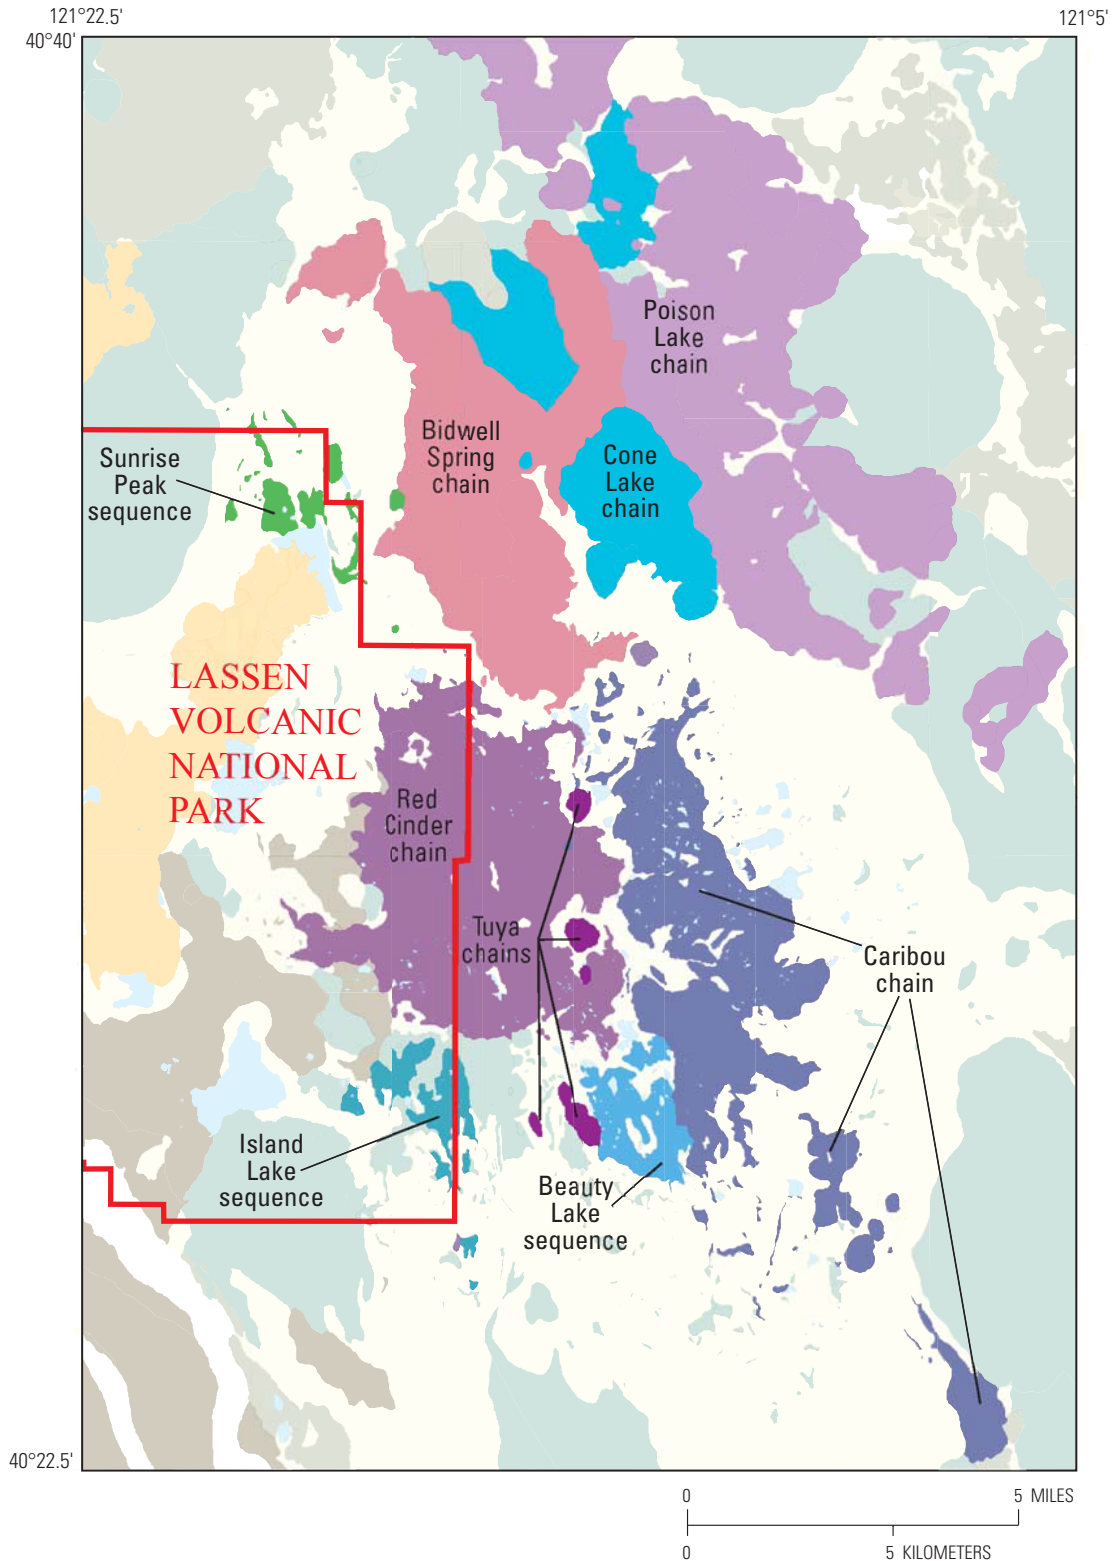 121°22.5'
121°5'
40°40'
Poison
Lake
chain
Bidwell
Spring
chain
Cone
Lake
chain
Sunrise
Peak
sequence
LASSEN
VOLCANIC
NATIONAL
PARK
Red
Cinder
chain
Tuya
chains
Caribou
chain
Island
Lake
sequence
Beauty
Lake
sequence
40°22.5'
0 5 MILES
0 5 KILOMETERS